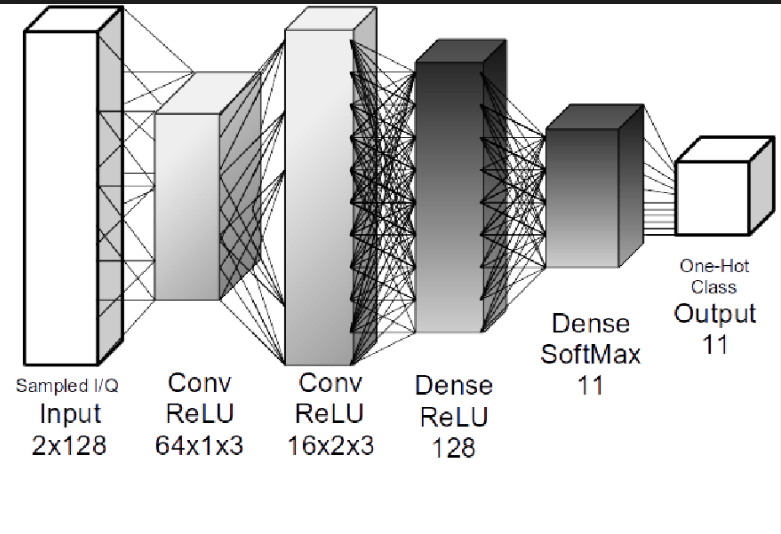 Sampled I/Q
Input
2x128
Conv
ReLU
64x1x3
Conv
ReLU
16x2x3
Dense
ReLU
128
Dense
SoftMax
11
One-Hot
Class
Output
11